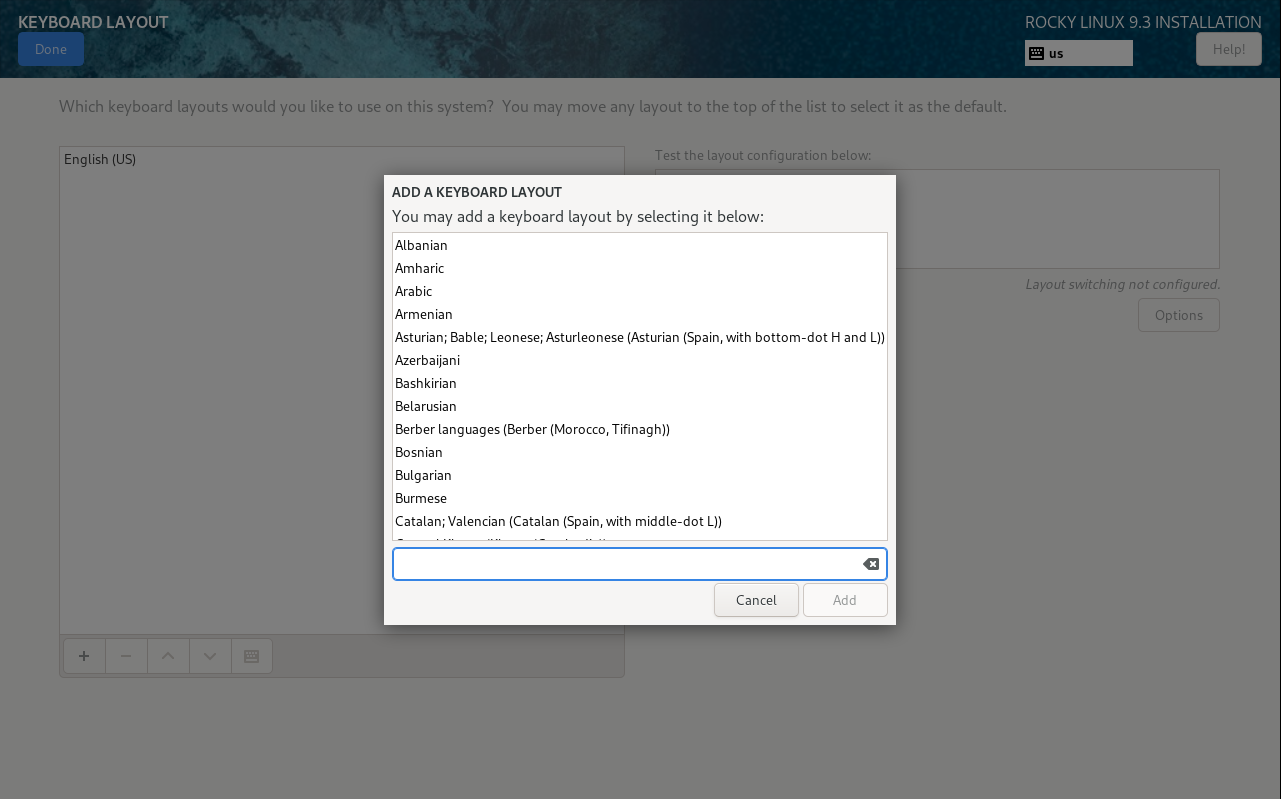 KEYBOARD LAYOUT
ROCKY LINUX 9.3 INSTALLATION
Done
us
Help!
Which keyboard layouts would you like to use on this system?  You may move any layout to the top of the list to select it as the default.
English (US)
Test the layout configuration below:
ADD A KEYBOARD LAYOUT
You may add a keyboard layout by selecting it below:
Albanian
Amharic
Arabic
Armenian
Asturian; Bable; Leonese; Asturleonese (Asturian (Spain, with bottom-dot H and L))
Azerbaijani
Bashkirian
Belarusian
Berber languages (Berber (Morocco, Tifinagh))
Bosnian
Bulgarian
Burmese
Catalan; Valencian (Catalan (Spain, with middle-dot L))
Layout switching not configured.
Options
Cancel
Add